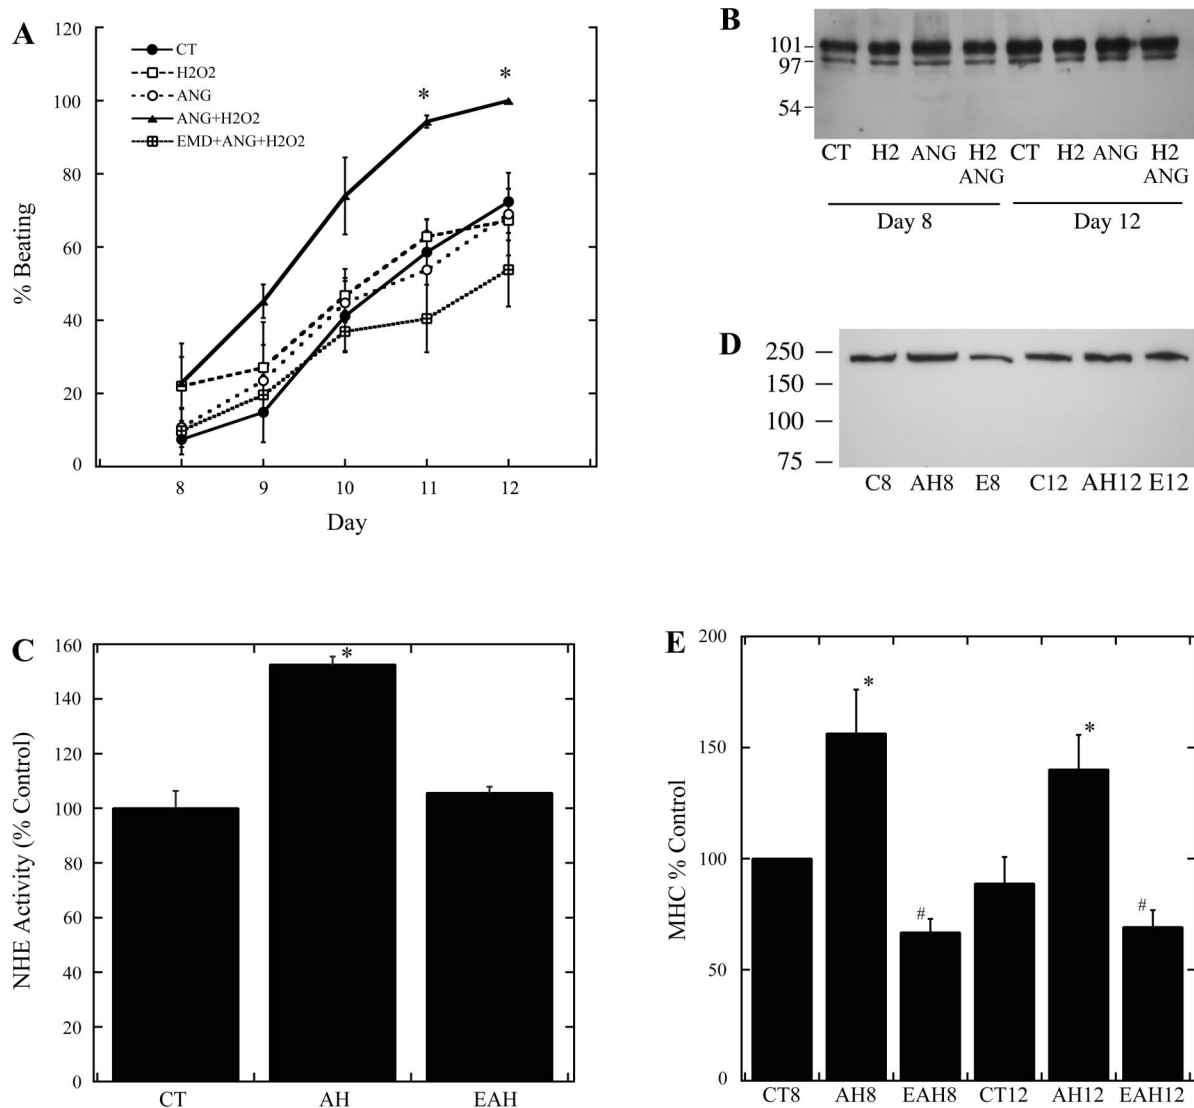 A
120
100
80
60
40
20
0
% Beating
CT
H2O2
ANG
ANG+H2O2
EMD+ANG+H2O2
*
*
8 9 10 11 12
Day
B
101
97
54
CT H2 ANG H2 CT H2 ANG H2
ANG ANG
Day 8 Day 12
D
250
150
100
75
C8 AH8 E8 C12 AH12 E12
C
160
140
120
100
80
60
40
20
0
NHE Activity (% Control)
*
CT AH EAH
E
200
150
100
50
0
MHC % Control
*
#
*
#
CT8 AH8 EAH8 CT12 AH12 EAH12